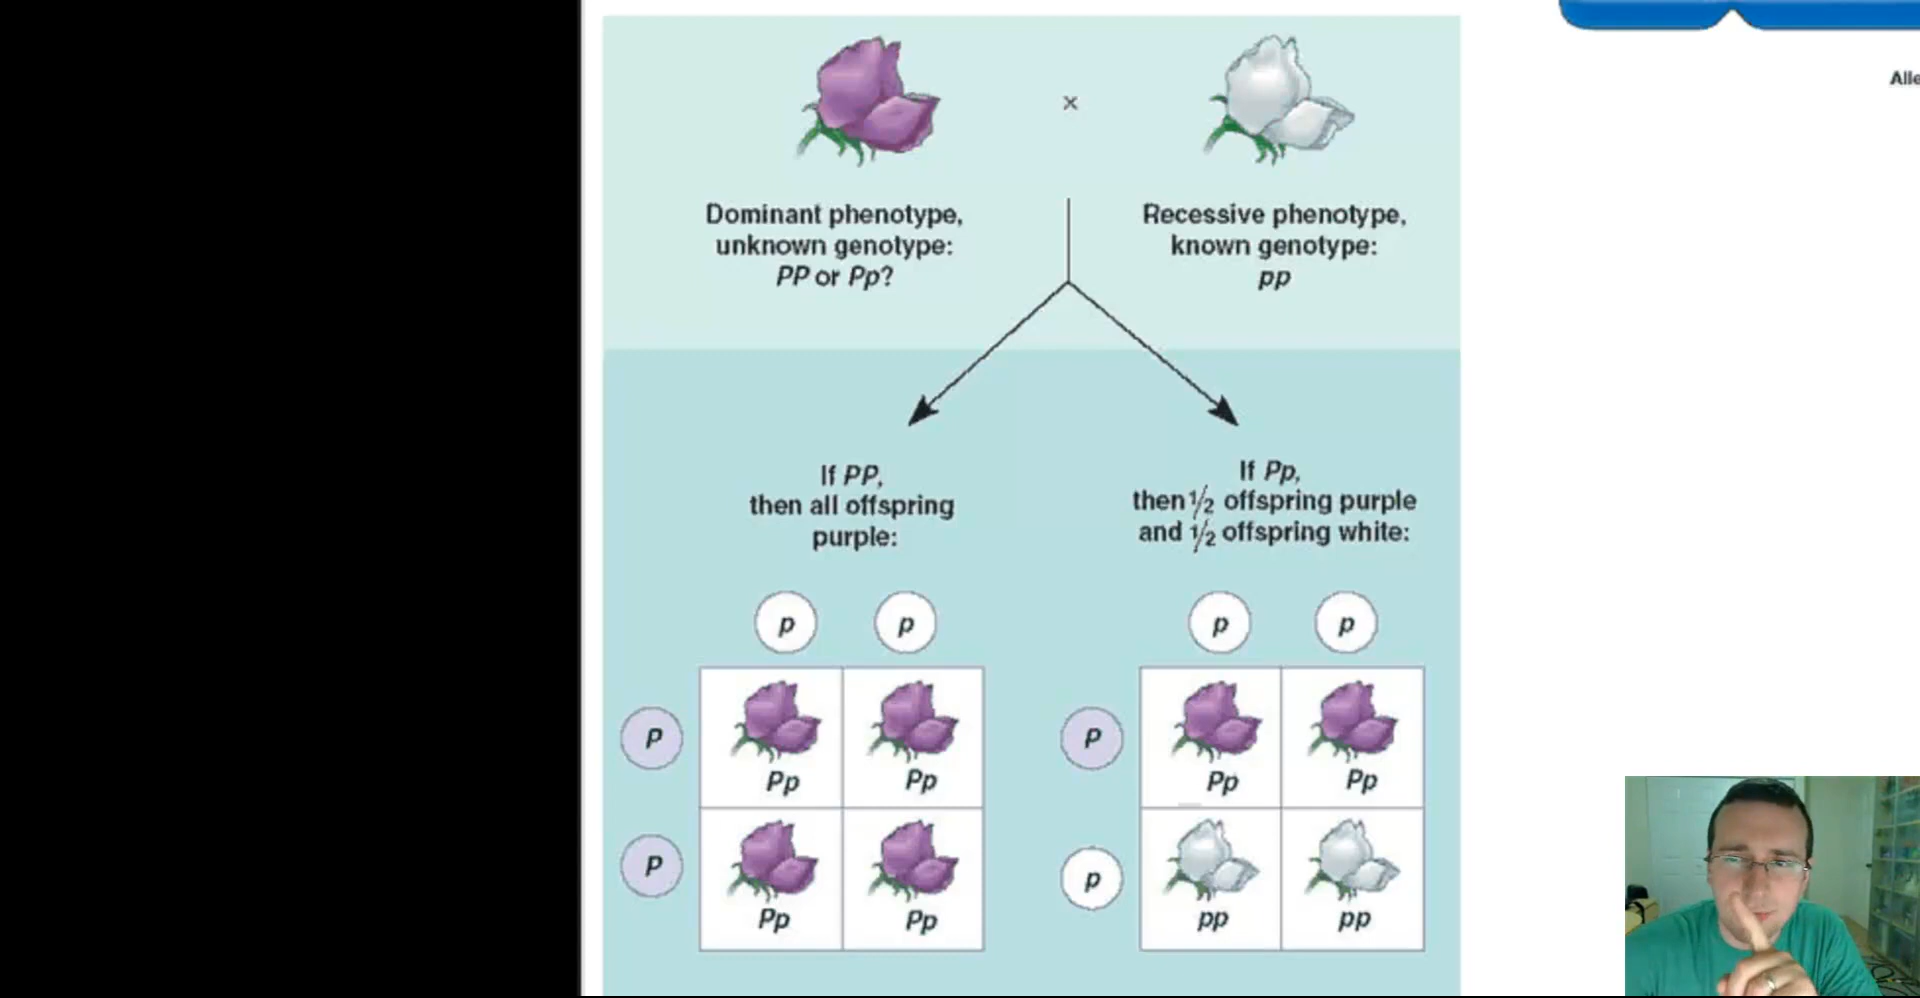 Alle
×
Dominant phenotype,
unknown genotype:
PP or Pp?
Recessive phenotype,
known genotype:
pp
If PP,
then all offspring
purple:
If Pp,
then 1/2 offspring purple
and 1/2 offspring white:
p p
P
Pp Pp
P
Pp Pp
p p
P
Pp Pp
p
pp pp